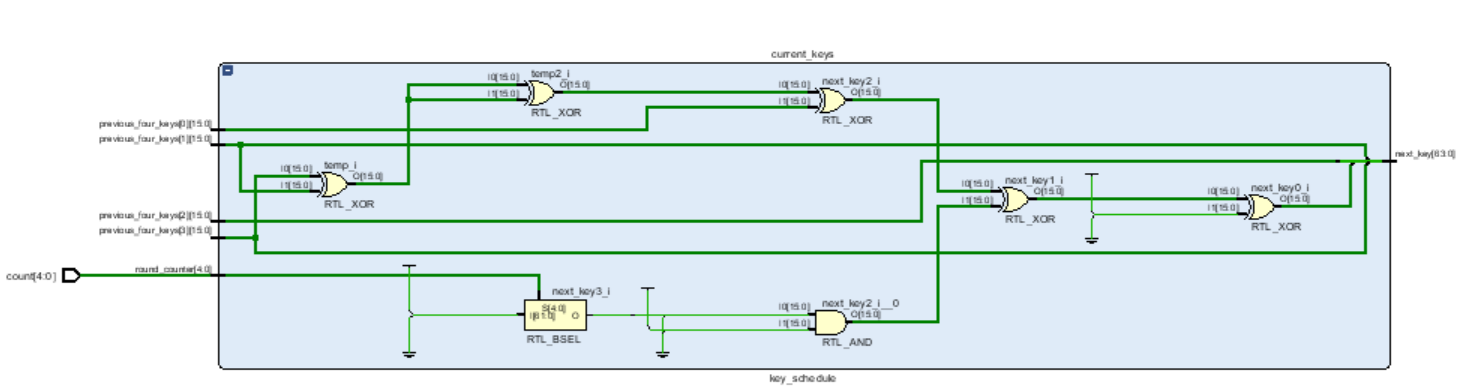 current_keys
temp2_i
I0[15:0]
I1[15:0]
O[15:0]
RTL_XOR
next_key2_i
I0[15:0]
I1[15:0]
O[15:0]
RTL_XOR
previous_four_keys[0][15:0]
previous_four_keys[1][15:0]
next_key[63:0]
temp_i
I0[15:0]
I1[15:0]
O[15:0]
RTL_XOR
next_key1_i
I0[15:0]
I1[15:0]
O[15:0]
RTL_XOR
next_key0_i
I0[15:0]
I1[15:0]
O[15:0]
RTL_XOR
previous_four_keys[2][15:0]
previous_four_keys[3][15:0]
count[4:0]
round_counter[4:0]
next_key3_i
S[4:0]
I[61:0]
O
RTL_BSEL
next_key2_i__0
I0[15:0]
I1[15:0]
O[15:0]
RTL_AND
key_schedule